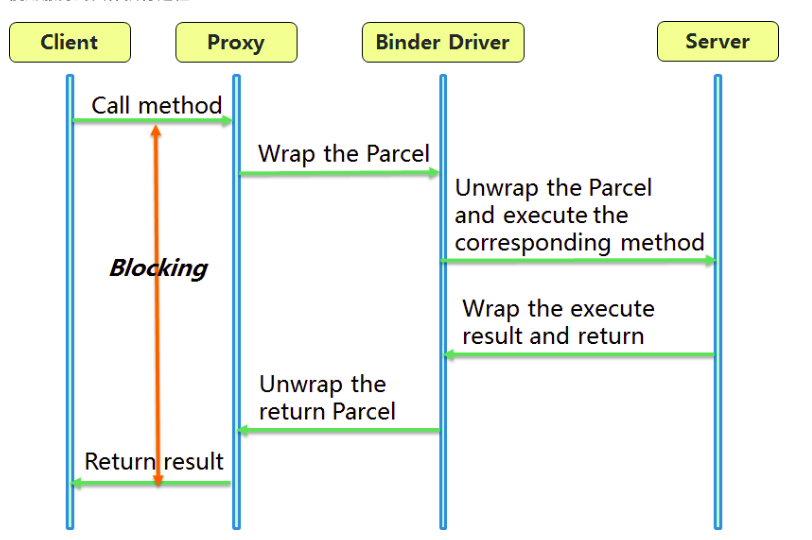 Client
Proxy
Binder Driver
Server
Call method
Wrap the Parcel
Unwrap the Parcel
and execute the
corresponding method
Blocking
Wrap the execute
result and return
Unwrap the
return Parcel
Return result